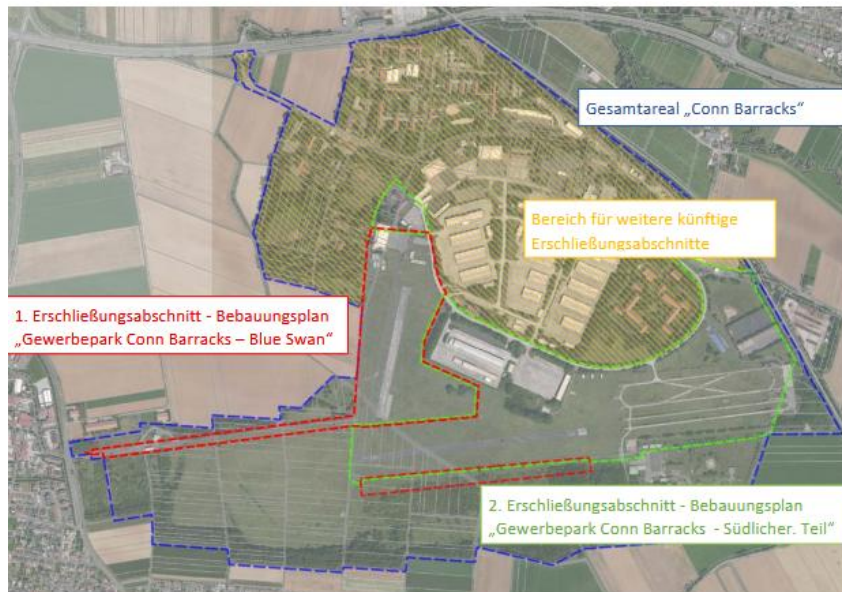 Gesamtareal „Conn Barracks“
Bereich für weitere künftige
Erschließungsabschnitte
1. Erschließungsabschnitt - Bebauungsplan
„Gewerbepark Conn Barracks – Blue Swan“
2. Erschließungsabschnitt - Bebauungsplan
„Gewerbepark Conn Barracks - Südlicher. Teil“